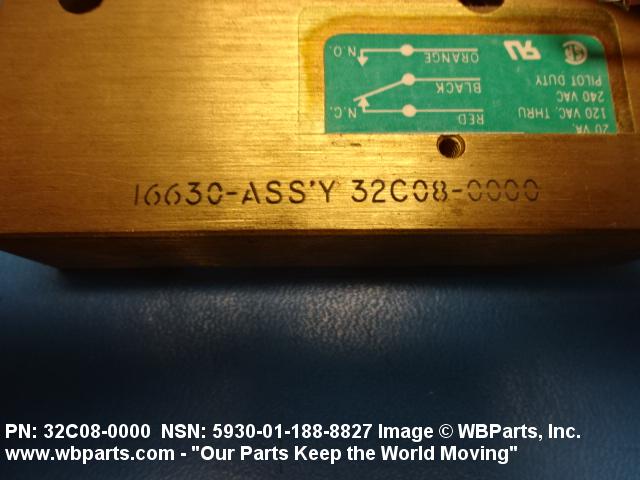 N.O. ORANGE
BLACK
N.C. RED
20 VA.
120 VAC. THRU
240 VAC
PILOT DUTY
16630-ASS'Y 32C08-0000
PN: 32C08-0000 NSN: 5930-01-188-8827 Image © WBParts, Inc.
www.wbparts.com - "Our Parts Keep the World Moving"